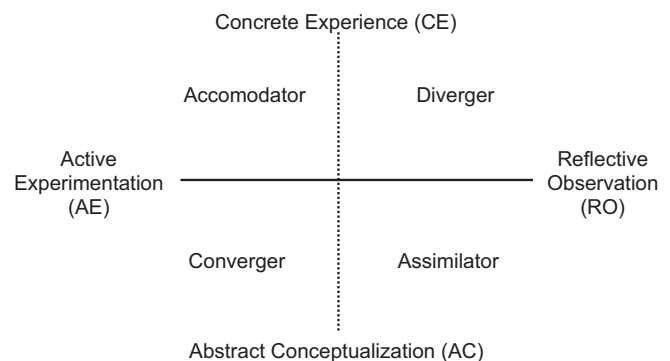 Concrete Experience (CE)
Accomodator
Diverger
Active
Experimentation
(AE)
Reflective
Observation
(RO)
Converger
Assimilator
Abstract Conceptualization (AC)